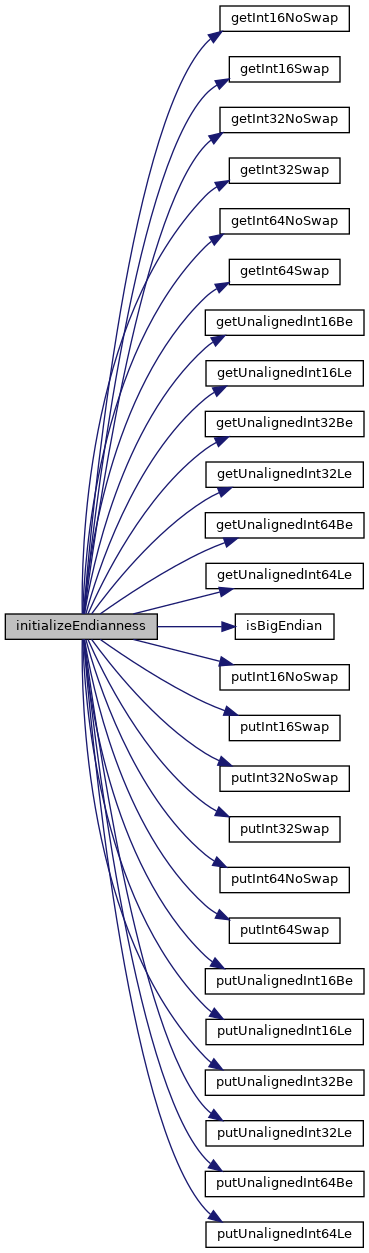 getInt16NoSwap
getInt16Swap
getInt32NoSwap
getInt32Swap
getInt64NoSwap
getInt64Swap
getUnalignedInt16Be
getUnalignedInt16Le
getUnalignedInt32Be
getUnalignedInt32Le
getUnalignedInt64Be
getUnalignedInt64Le
initializeEndianness
isBigEndian
putInt16NoSwap
putInt16Swap
putInt32NoSwap
putInt32Swap
putInt64NoSwap
putInt64Swap
putUnalignedInt16Be
putUnalignedInt16Le
putUnalignedInt32Be
putUnalignedInt32Le
putUnalignedInt64Be
putUnalignedInt64Le